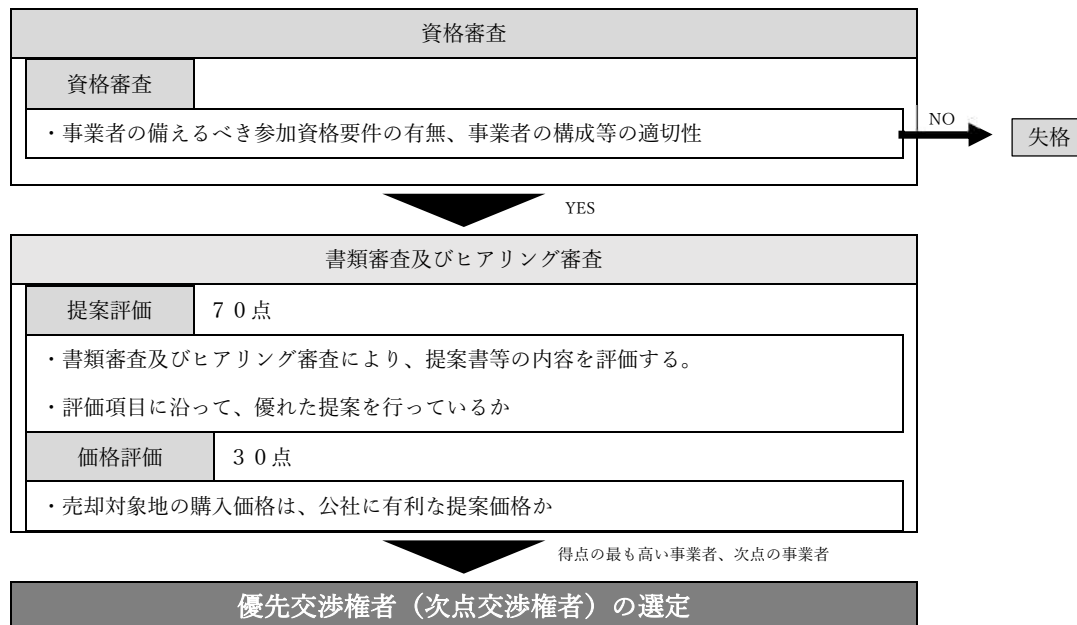 資格審査
資格審査
・事業者の備えるべき参加資格要件の有無、事業者の構成等の適切性
NO
失格
YES
書類審査及びヒアリング審査
提案評価 ７０点
・書類審査及びヒアリング審査により、提案書等の内容を評価する。
・評価項目に沿って、優れた提案を行っているか
価格評価 ３０点
・売却対象地の購入価格は、公社に有利な提案価格か
得点の最も高い事業者、次点の事業者
優先交渉権者（次点交渉権者）の選定